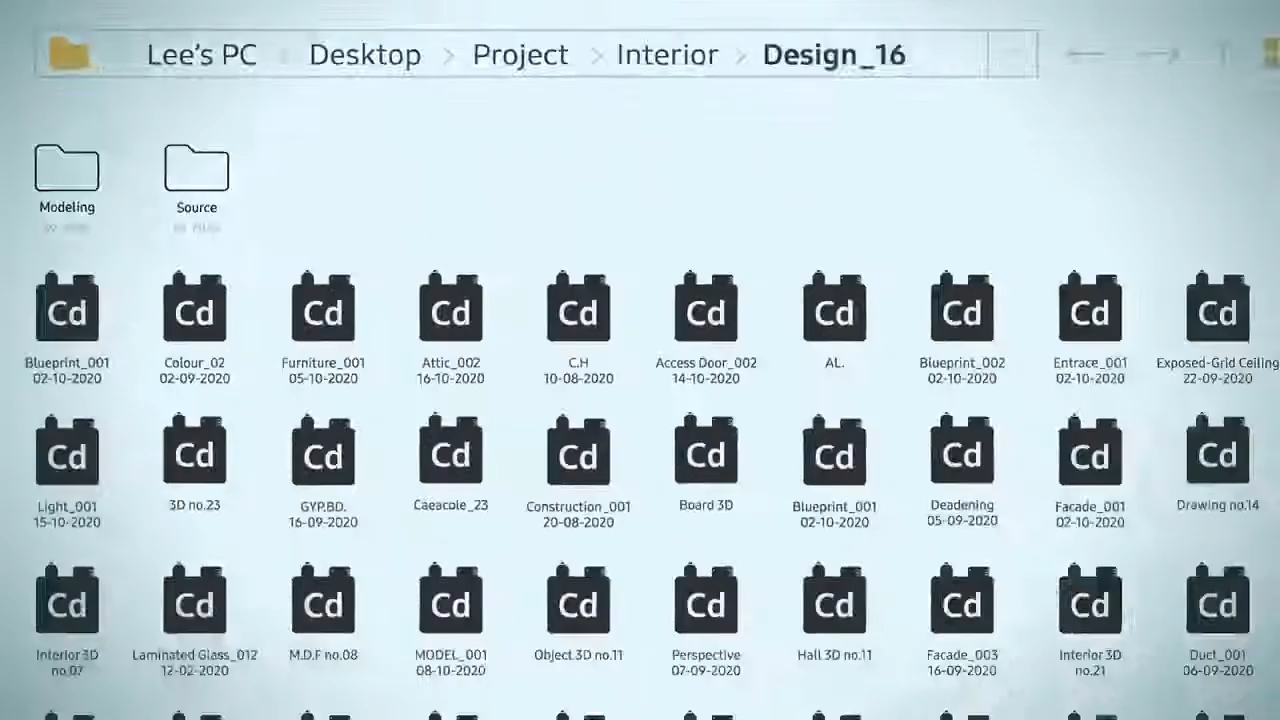 Lee's PC Desktop Project Interior Design_16
Modeling Source
Cd Cd Cd Cd Cd Cd Cd Cd Cd Cd
Blueprint_001 Colour_02 Furniture_001 Attic_002 C.H Access Door_002 AL. Blueprint_002 Entrace_001 Exposed-Grid Ceiling
02-10-2020 02-09-2020 05-10-2020 16-10-2020 10-08-2020 14-10-2020 02-10-2020 02-10-2020 22-09-2020
Cd Cd Cd Cd Cd Cd Cd Cd Cd Cd
Light_001 3D no.23 GYP.BD. Caeacole_23 Construction_001 Board 3D Blueprint_001 Deadening Facade_001 Drawing no.14
15-10-2020 16-09-2020 20-08-2020 02-10-2020 05-09-2020 02-10-2020
Cd Cd Cd Cd Cd Cd Cd Cd Cd Cd
Interior 3D Laminated Glass_012 M.D.F no.08 MODEL_001 Object 3D no.11 Perspective Hall 3D no.11 Facade_003 Interior 3D Duct_001
no.07 12-02-2020 08-10-2020 07-09-2020 16-09-2020 no.21 06-09-2020